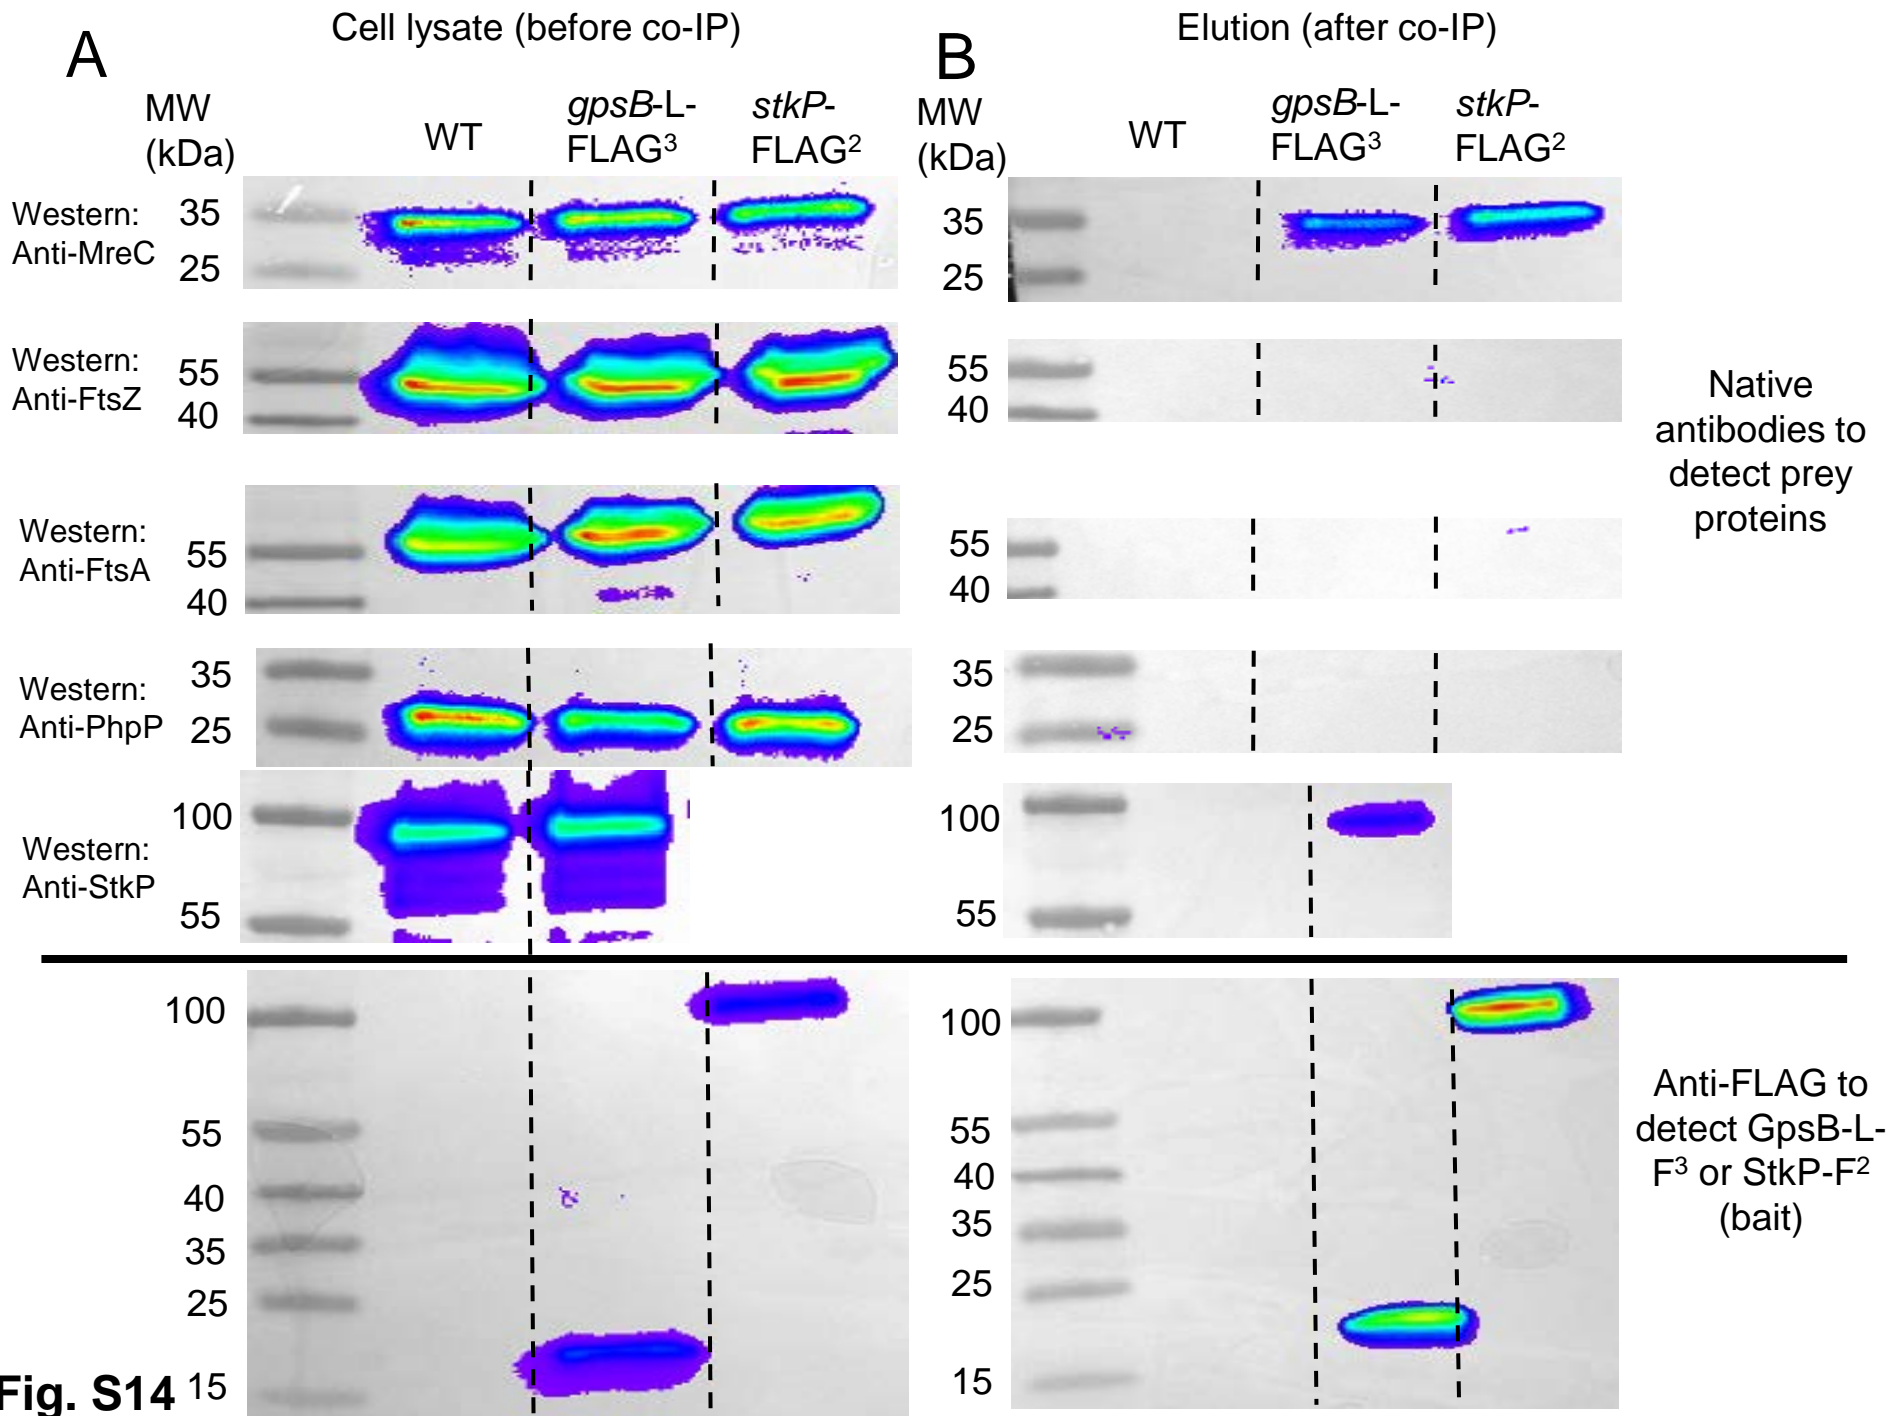 A
Cell lysate (before co-IP)
MW
(kDa)
WT
gpsB-L-
FLAG³
stkP-
FLAG²
Western:
Anti-MreC
35
25
Western:
Anti-FtsZ
55
40
Western:
Anti-FtsA
55
40
Western:
Anti-PhpP
35
25
Western:
Anti-StkP
100
55
100
55
40
35
25
15
Fig. S14
B
Elution (after co-IP)
MW
(kDa)
WT
gpsB-L-
FLAG³
stkP-
FLAG²
35
25
55
40
55
40
35
25
100
55
100
55
40
35
25
15
Native
antibodies to
detect prey
proteins
Anti-FLAG to
detect GpsB-L-
F³ or StkP-F²
(bait)